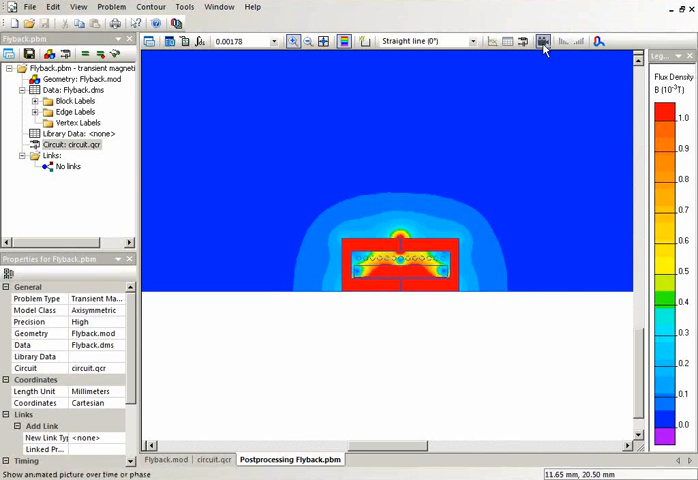 File Edit View Problem Contour Tools Window Help
0.00178
Straight line (0°)
Flyback.pbm
Flyback.pbm - transient magneti
Geometry: Flyback.mod
Data: Flyback.dms
Block Labels
Edge Labels
Vertex Labels
Library Data: <none>
Circuit: circuit.qcr
Links:
No links
Properties for Flyback.pbm
General
Problem Type Transient Ma...
Model Class Axisymmetric
Precision High
Geometry Flyback.mod
Data Flyback.dms
Library Data
Circuit circuit.qcr
Coordinates
Length Unit Millimeters
Coordinates Cartesian
Links
Add Link
New Link Typ <none>
Linked Pr...
Timing
Leg...
Flux Density
B (10⁻³T)
1.0
0.9
0.8
0.7
0.6
0.5
0.4
0.3
0.2
0.1
0.0
Flyback.mod circuit.qcr Postprocessing Flyback.pbm
Show animated picture over time or phase
11.65 mm, 20.50 mm